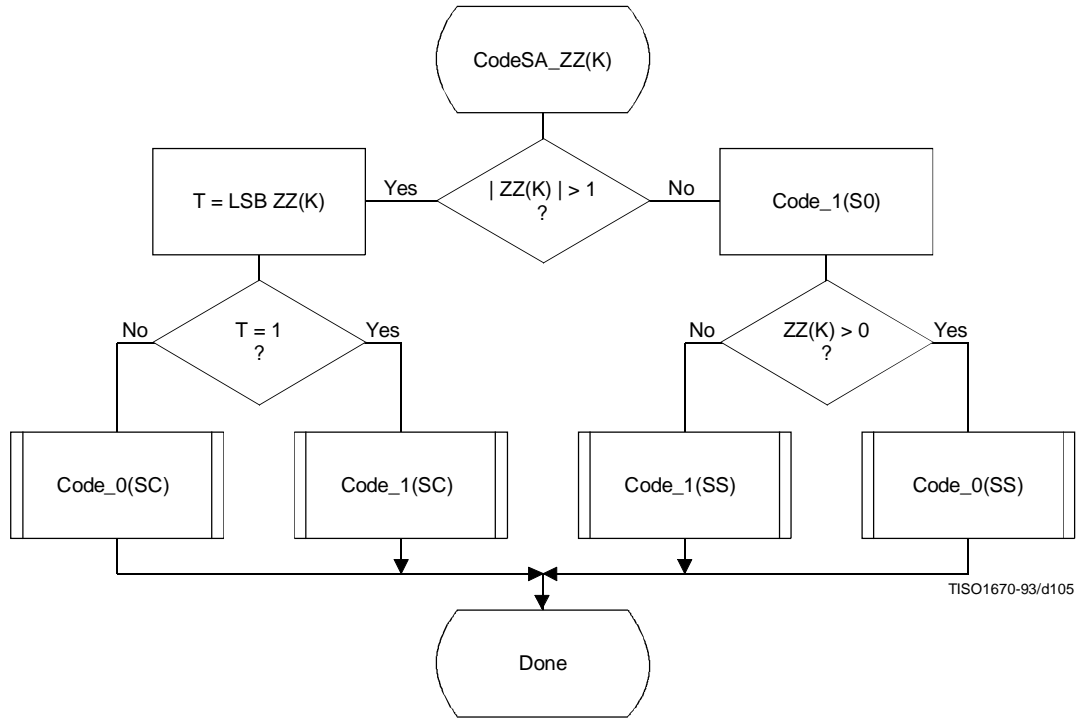 CodeSA_ZZ(K)
T = LSB ZZ(K)
Yes
| ZZ(K) | > 1
?
No
Code_1(S0)
No
T = 1
?
Yes
No
ZZ(K) > 0
?
Yes
Code_0(SC)
Code_1(SC)
Code_1(SS)
Code_0(SS)
TISO1670-93/d105
Done